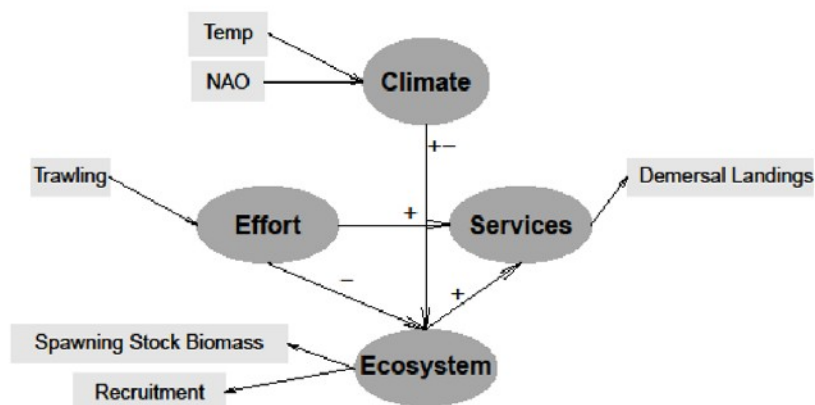 Temp
NAO
Climate
+-
Trawling
Demersal Landings
Effort
+
Services
-
+
Spawning Stock Biomass
Ecosystem
Recruitment